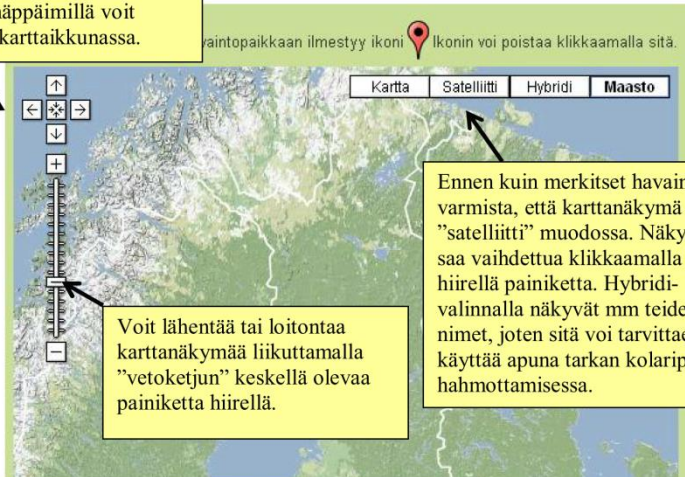 näppäimillä voit
karttaikkunassa.
vaintopaikkaan ilmestyy ikoni Ikonin voi poistaa klikkaamalla sitä.
Kartta Satelliitti Hybridi Maasto
Ennen kuin merkitset havain
varmista, että karttanäkymä
"satelliitti" muodossa. Näky
saa vaihdettua klikkaamalla
hiirellä painiketta. Hybridi-
valinnalla näkyvät mm teide
nimet, joten sitä voi tarvittae
käyttää apuna tarkan kolarip
hahmottamisessa.
Voit lähentää tai loitontaa
karttanäkymää liikuttamalla
"vetoketjun" keskellä olevaa
painiketta hiirellä.